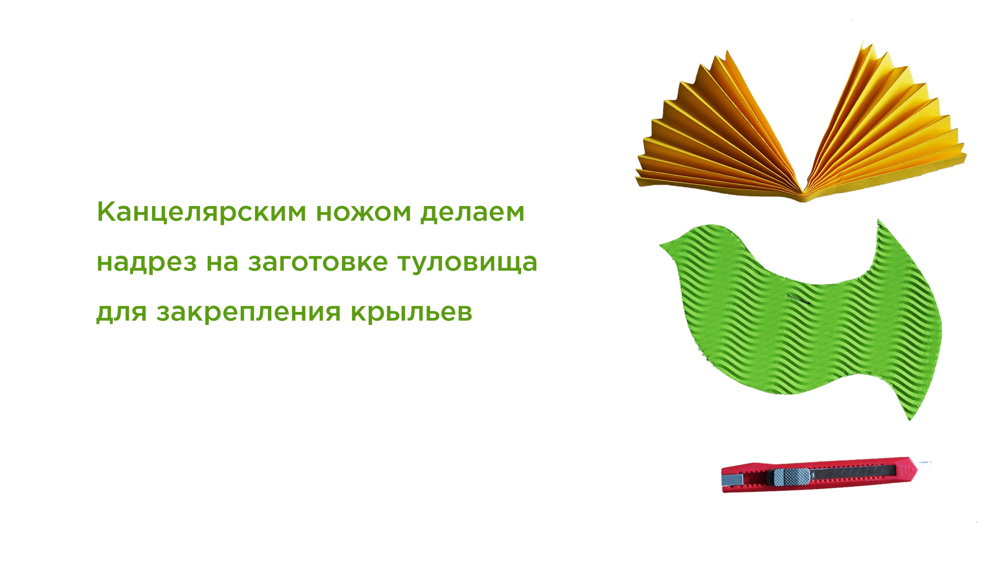 Канцелярским ножом делаем
надрез на заготовке туловища
для закрепления крыльев